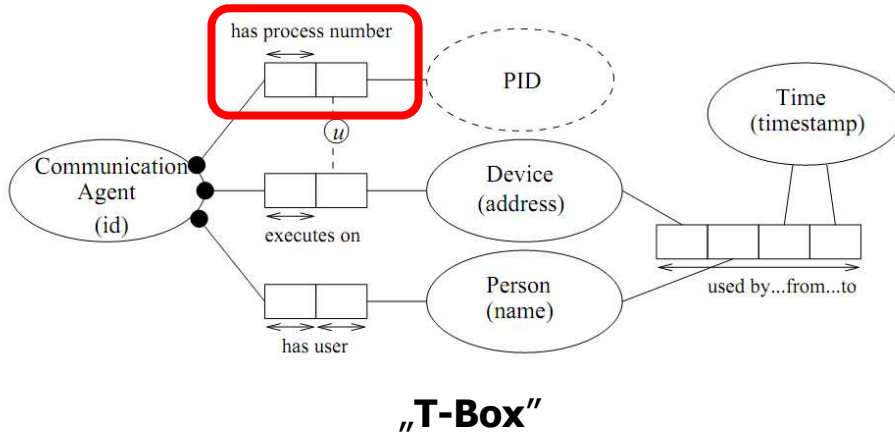 has process number
PID
u
Time
(timestamp)
Communication
Agent
(id)
Device
(address)
executes on
used by...from...to
Person
(name)
has user
„T-Box”